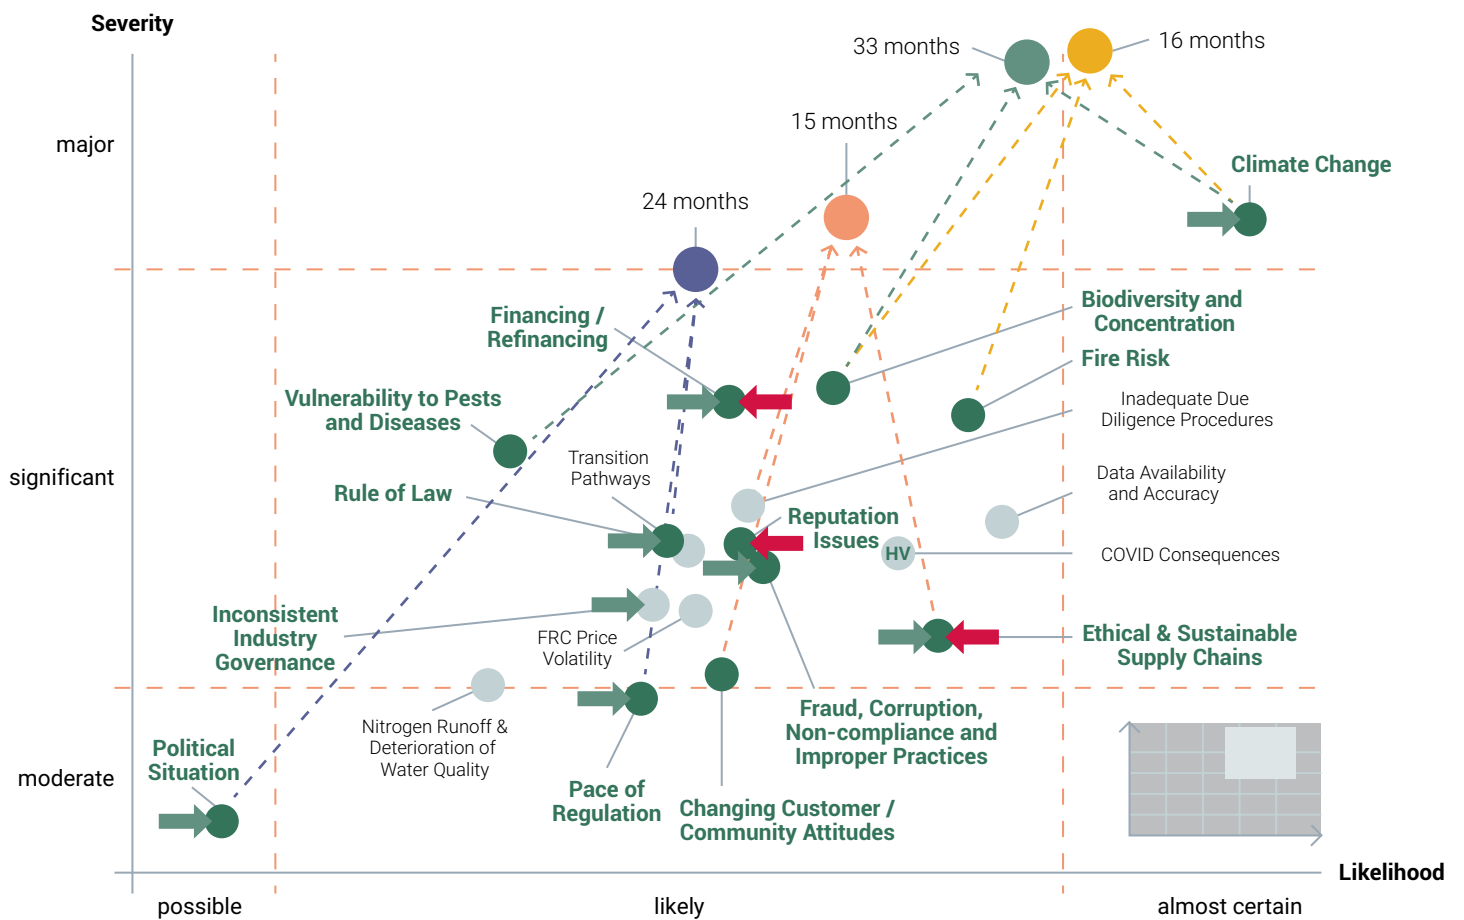 Severity
33 months
16 months
15 months
major
Climate Change
24 months
Biodiversity and
Concentration
Financing /
Refinancing
Fire Risk
Vulnerability to Pests
and Diseases
Inadequate Due
Diligence Procedures
Transition
Pathways
significant
Data Availability
and Accuracy
Rule of Law
Reputation
Issues
HV
COVID Consequences
Inconsistent
Industry
Governance
FRC Price
Volatility
Ethical & Sustainable
Supply Chains
Nitrogen Runoff &
Deterioration of
Water Quality
Fraud, Corruption,
Non-compliance and
Improper Practices
Political
Situation
moderate
Pace of
Regulation
Changing Customer /
Community Attitudes
Likelihood
possible
likely
almost certain